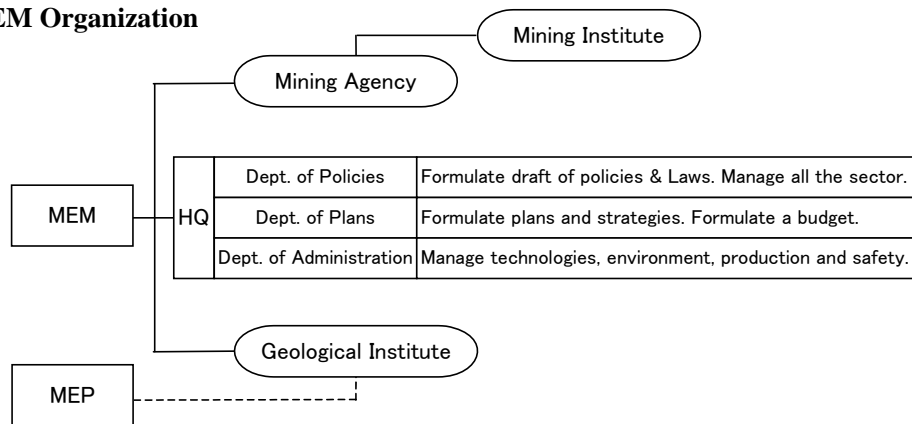 EM Organization
Mining Institute
Mining Agency
MEM
HQ
Dept. of Policies
Formulate draft of policies & Laws. Manage all the sector.
Dept. of Plans
Formulate plans and strategies. Formulate a budget.
Dept. of Administration
Manage technologies, environment, production and safety.
Geological Institute
MEP